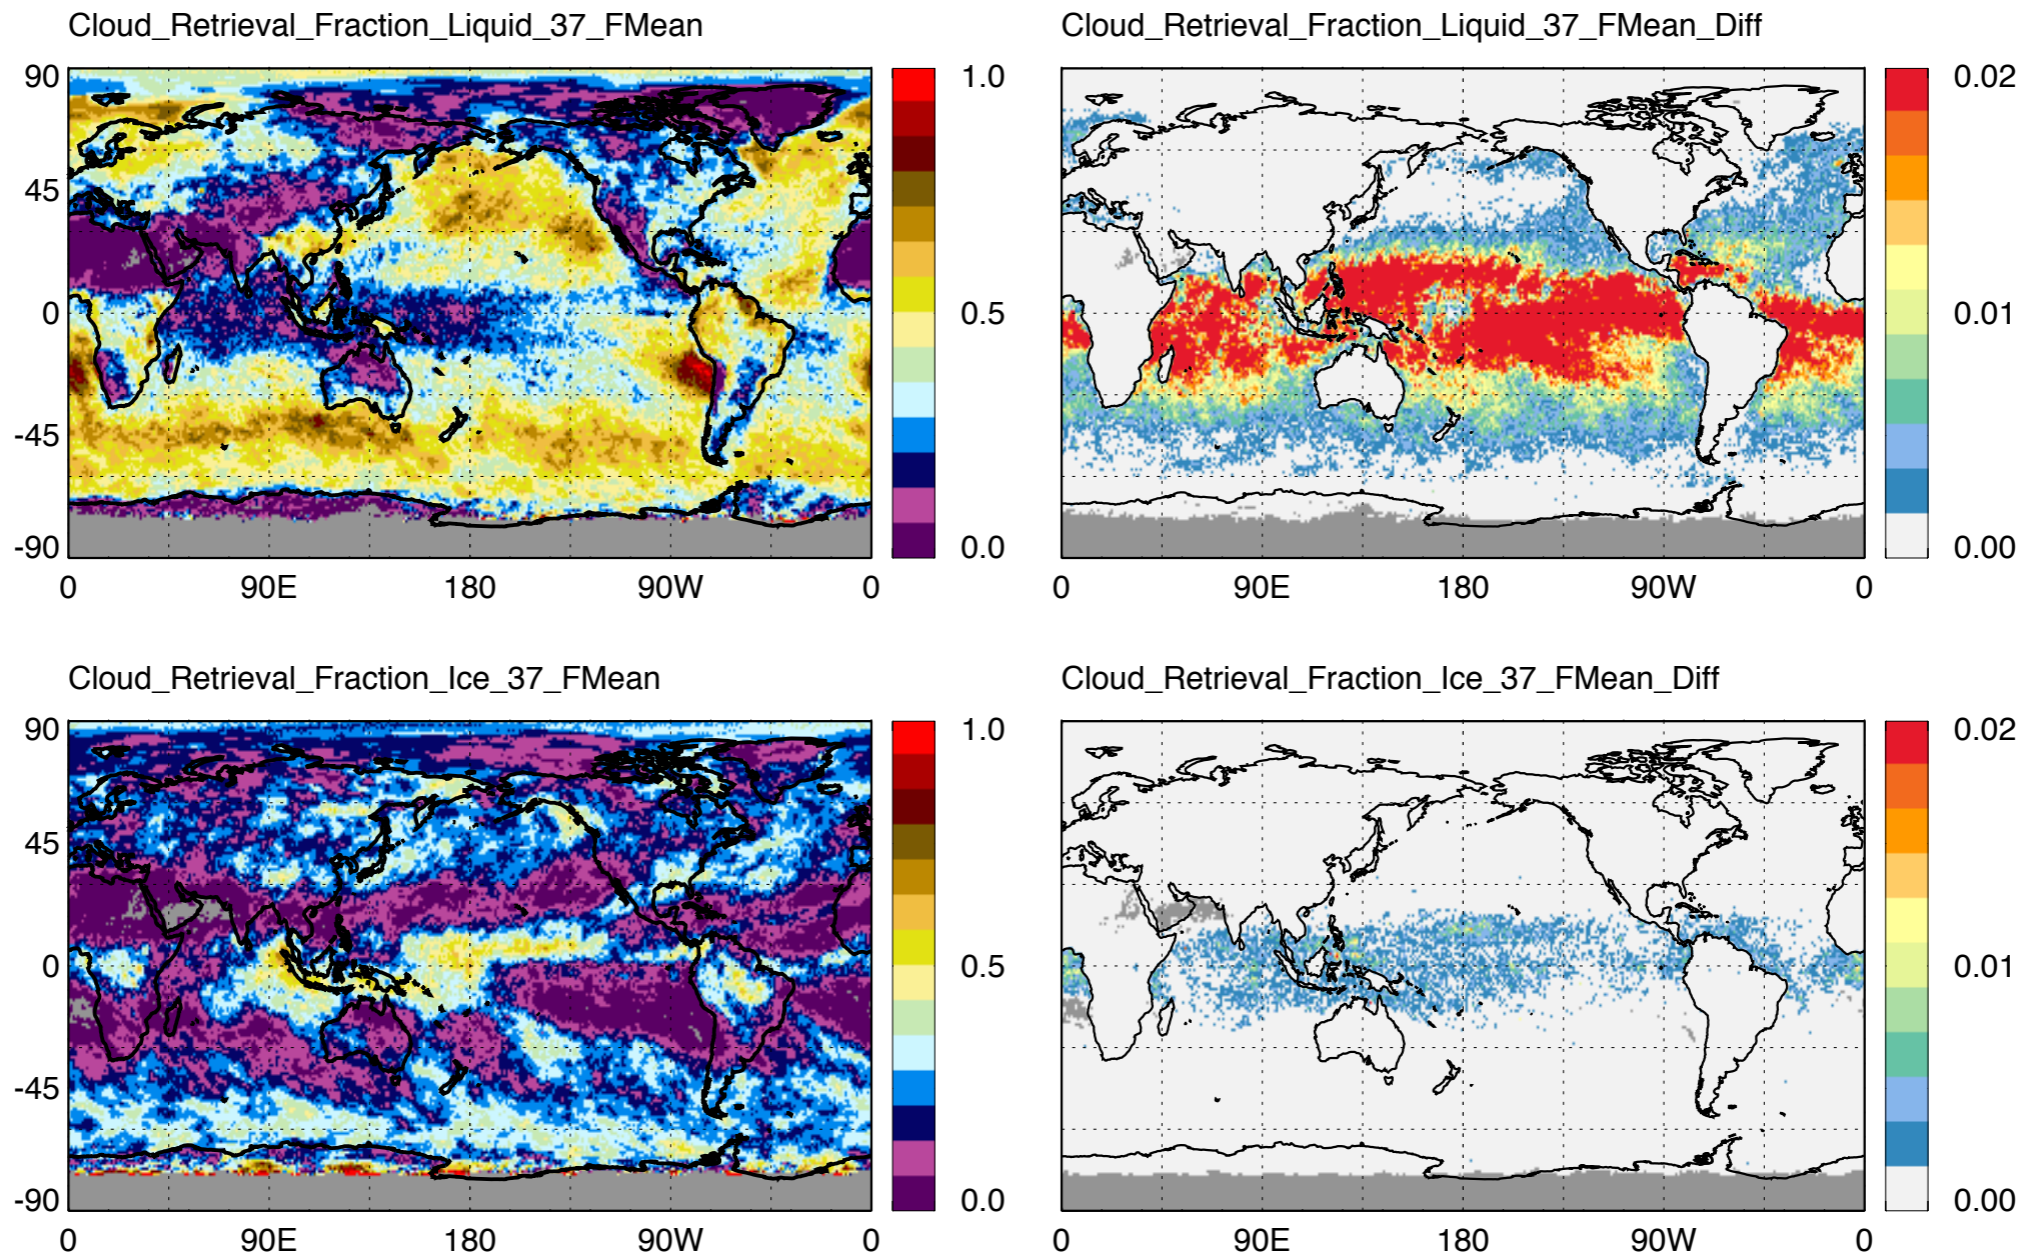 Cloud_Retrieval_Fraction_Liquid_37_FMean
90
45
0
-45
-90
0 90E 180 90W 0
1.0
0.5
0.0
Cloud_Retrieval_Fraction_Liquid_37_FMean_Diff
0 90E 180 90W 0
0.02
0.01
0.00
Cloud_Retrieval_Fraction_Ice_37_FMean
90
45
0
-45
-90
0 90E 180 90W 0
1.0
0.5
0.0
Cloud_Retrieval_Fraction_Ice_37_FMean_Diff
0 90E 180 90W 0
0.02
0.01
0.00